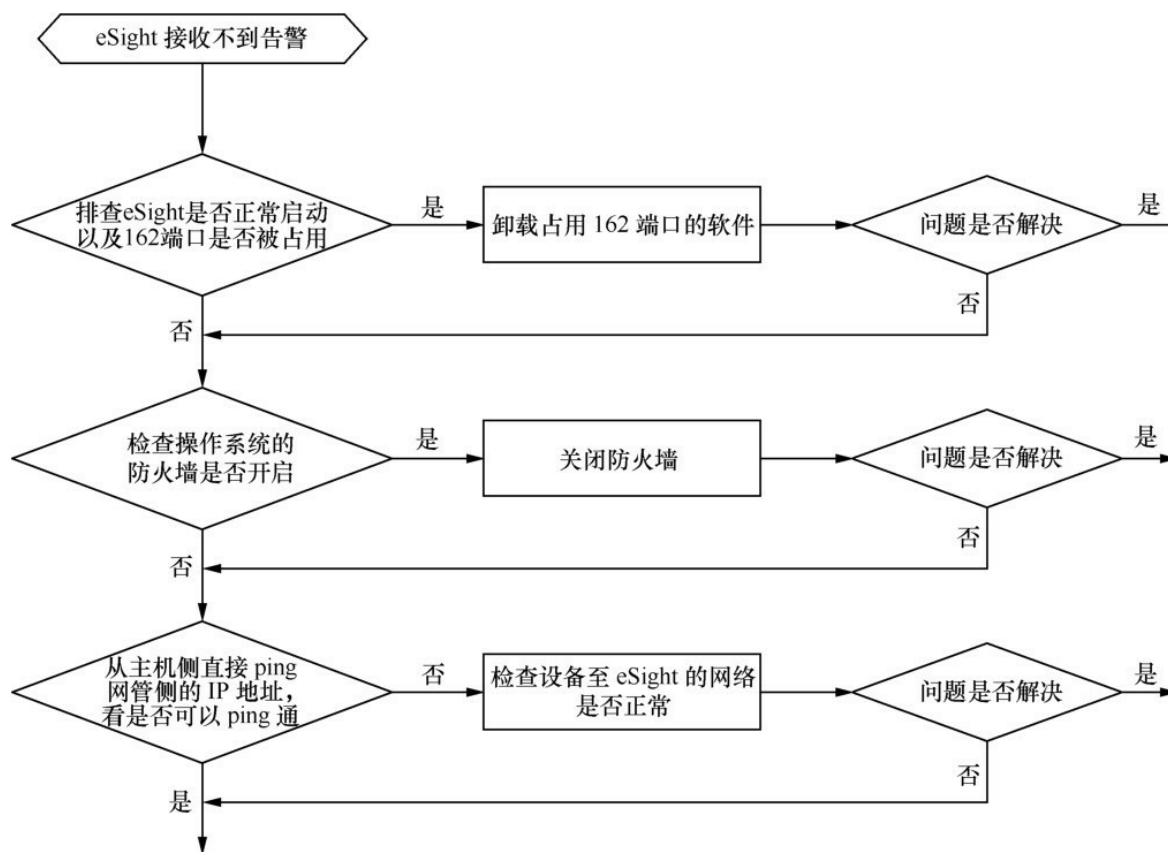 eSight 接收不到告警
排查eSight是否正常启动
以及162端口是否被占用
是
卸载占用 162 端口的软件
问题是否解决
是
否
否
检查操作系统的
防火墙是否开启
是
关闭防火墙
问题是否解决
是
否
否
从主机侧直接 ping
网管侧的 IP 地址，
看是否可以 ping 通
否
检查设备至 eSight 的网络
是否正常
问题是否解决
是
否
是